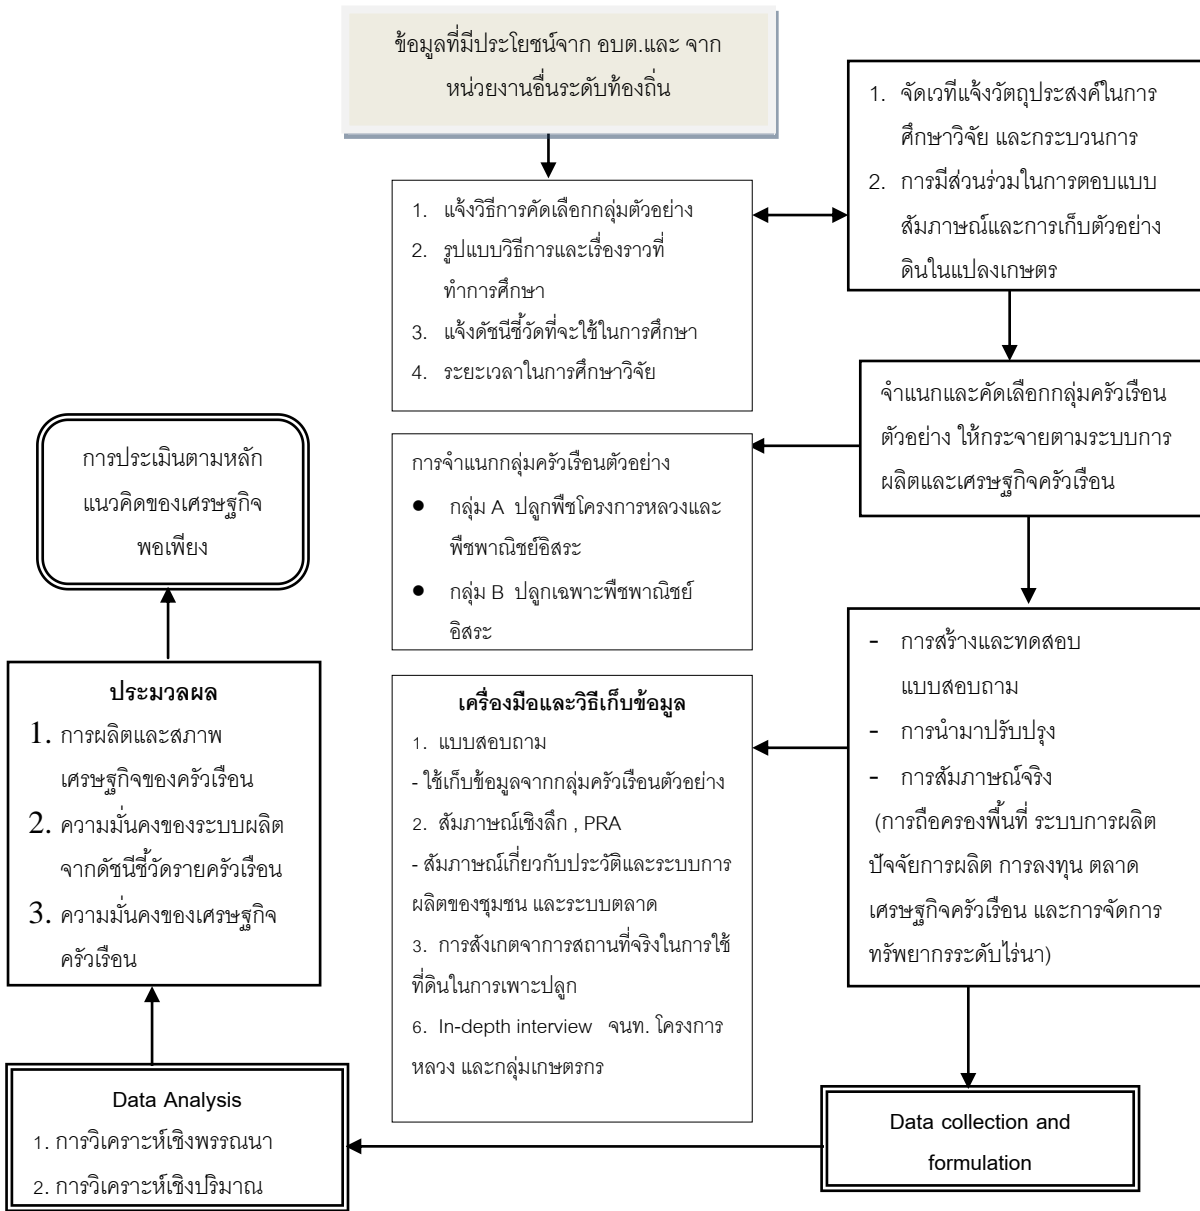 ข้อมูลที่มีประโยชน์จาก อบต.และ จาก
หน่วยงานอื่นระดับท้องถิ่น
1. จัดเวทีแจ้งวัตถุประสงค์ในการ
ศึกษาวิจัย และกระบวนการ
2. การมีส่วนร่วมในการตอบแบบ
สัมภาษณ์และการเก็บตัวอย่าง
ดินในแปลงเกษตร
1. แจ้งวิธีการคัดเลือกกลุ่มตัวอย่าง
2. รูปแบบวิธีการและเรื่องราวที่
ทำการศึกษา
3. แจ้งดัชนีชี้วัดที่จะใช้ในการศึกษา
4. ระยะเวลาในการศึกษาวิจัย
จำแนกและคัดเลือกกลุ่มครัวเรือน
ตัวอย่าง ให้กระจายตามระบบการ
ผลิตและเศรษฐกิจครัวเรือน
การจำแนกกลุ่มครัวเรือนตัวอย่าง
● กลุ่ม A ปลูกพืชโครงการหลวงและ
พืชพาณิชย์อิสระ
● กลุ่ม B ปลูกเฉพาะพืชพาณิชย์
อิสระ
- การสร้างและทดสอบ
แบบสอบถาม
- การนำมาปรับปรุง
- การสัมภาษณ์จริง
(การถือครองพื้นที่ ระบบการผลิต
ปัจจัยการผลิต การลงทุน ตลาด
เศรษฐกิจครัวเรือน และการจัดการ
ทรัพยากรระดับไร่นา)
เครื่องมือและวิธีเก็บข้อมูล
1. แบบสอบถาม
- ใช้เก็บข้อมูลจากกลุ่มครัวเรือนตัวอย่าง
2. สัมภาษณ์เชิงลึก , PRA
- สัมภาษณ์เกี่ยวกับประวัติและระบบการ
ผลิตของชุมชน และระบบตลาด
3. การสังเกตจาการสถานที่จริงในการใช้
ที่ดินในการเพาะปลูก
6. In-depth interview จนท. โครงการ
หลวง และกลุ่มเกษตรกร
Data collection and
formulation
Data Analysis
1. การวิเคราะห์เชิงพรรณนา
2. การวิเคราะห์เชิงปริมาณ
ประมวลผล
1. การผลิตและสภาพ
เศรษฐกิจของครัวเรือน
2. ความมั่นคงของระบบผลิต
จากดัชนีชี้วัดรายครัวเรือน
3. ความมั่นคงของเศรษฐกิจ
ครัวเรือน
การประเมินตามหลัก
แนวคิดของเศรษฐกิจ
พอเพียง